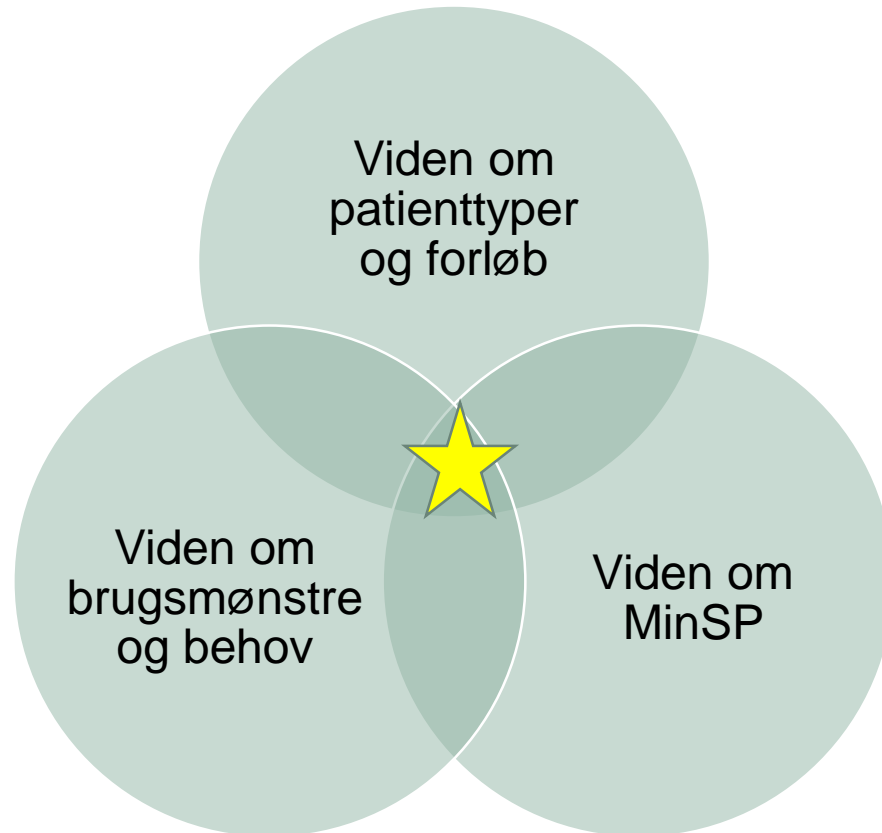 Viden om
patienttyper
og forløb
Viden om
brugsmønstre
og behov
Viden om
MinSP